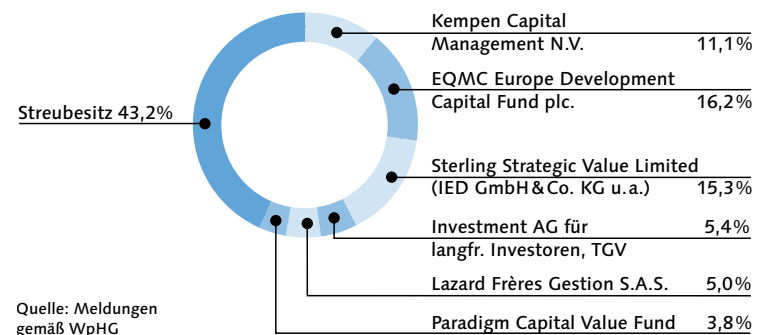 Kempen Capital
Management N.V. 11,1%
EQMC Europe Development
Capital Fund plc. 16,2%
Streubesitz 43,2%
Sterling Strategic Value Limited
(IED GmbH & Co. KG u.a.) 15,3%
Investment AG für 5,4%
langfr. Investoren, TGV
Lazard Frères Gestion S.A.S. 5,0%
Paradigm Capital Value Fund 3,8%
Quelle: Meldungen
gemäß WpHG